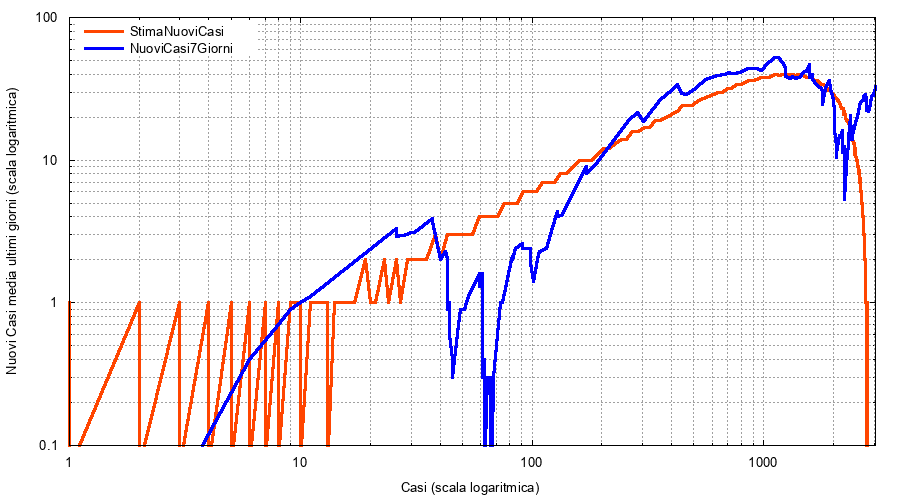 100
StimaNuoviCasi
NuoviCasi7Giorni
Nuovi Casi media ultimi giorni (scala logaritmica)
10
1
0.1
1
10
100
1000
Casi (scala logaritmica)